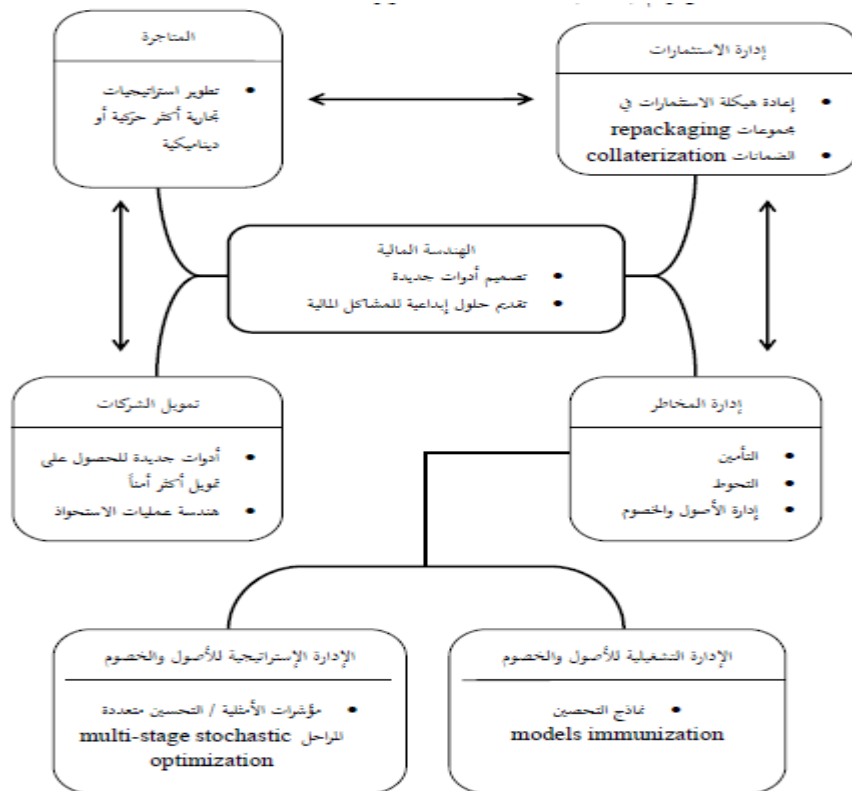 إدارة الاستثمارات
• إعادة هيكلة الاستثمارات في
مجموعات repackaging
• الضمانات collaterization
المتاجرة
• تطوير استراتيجيات
تجارية أكثر حركية أو
ديناميكية
الهندسة المالية
• تصميم أدوات جديدة
• تقديم حلول إبداعية للمشاكل المالية
إدارة المخاطر
• التأمين
• التحوط
• إدارة الأصول والخصوم
تمويل الشركات
• أدوات جديدة للحصول على
تمويل أكثر أمناً
• هندسة عمليات الاستحواذ
الإدارة التشغيلية للأصول والخصوم
• نماذج التحصين
models immunization
الإدارة الإستراتيجية للأصول والخصوم
• مؤشرات الأمثلية / التحسين متعددة
المراحل multi-stage stochastic
optimization